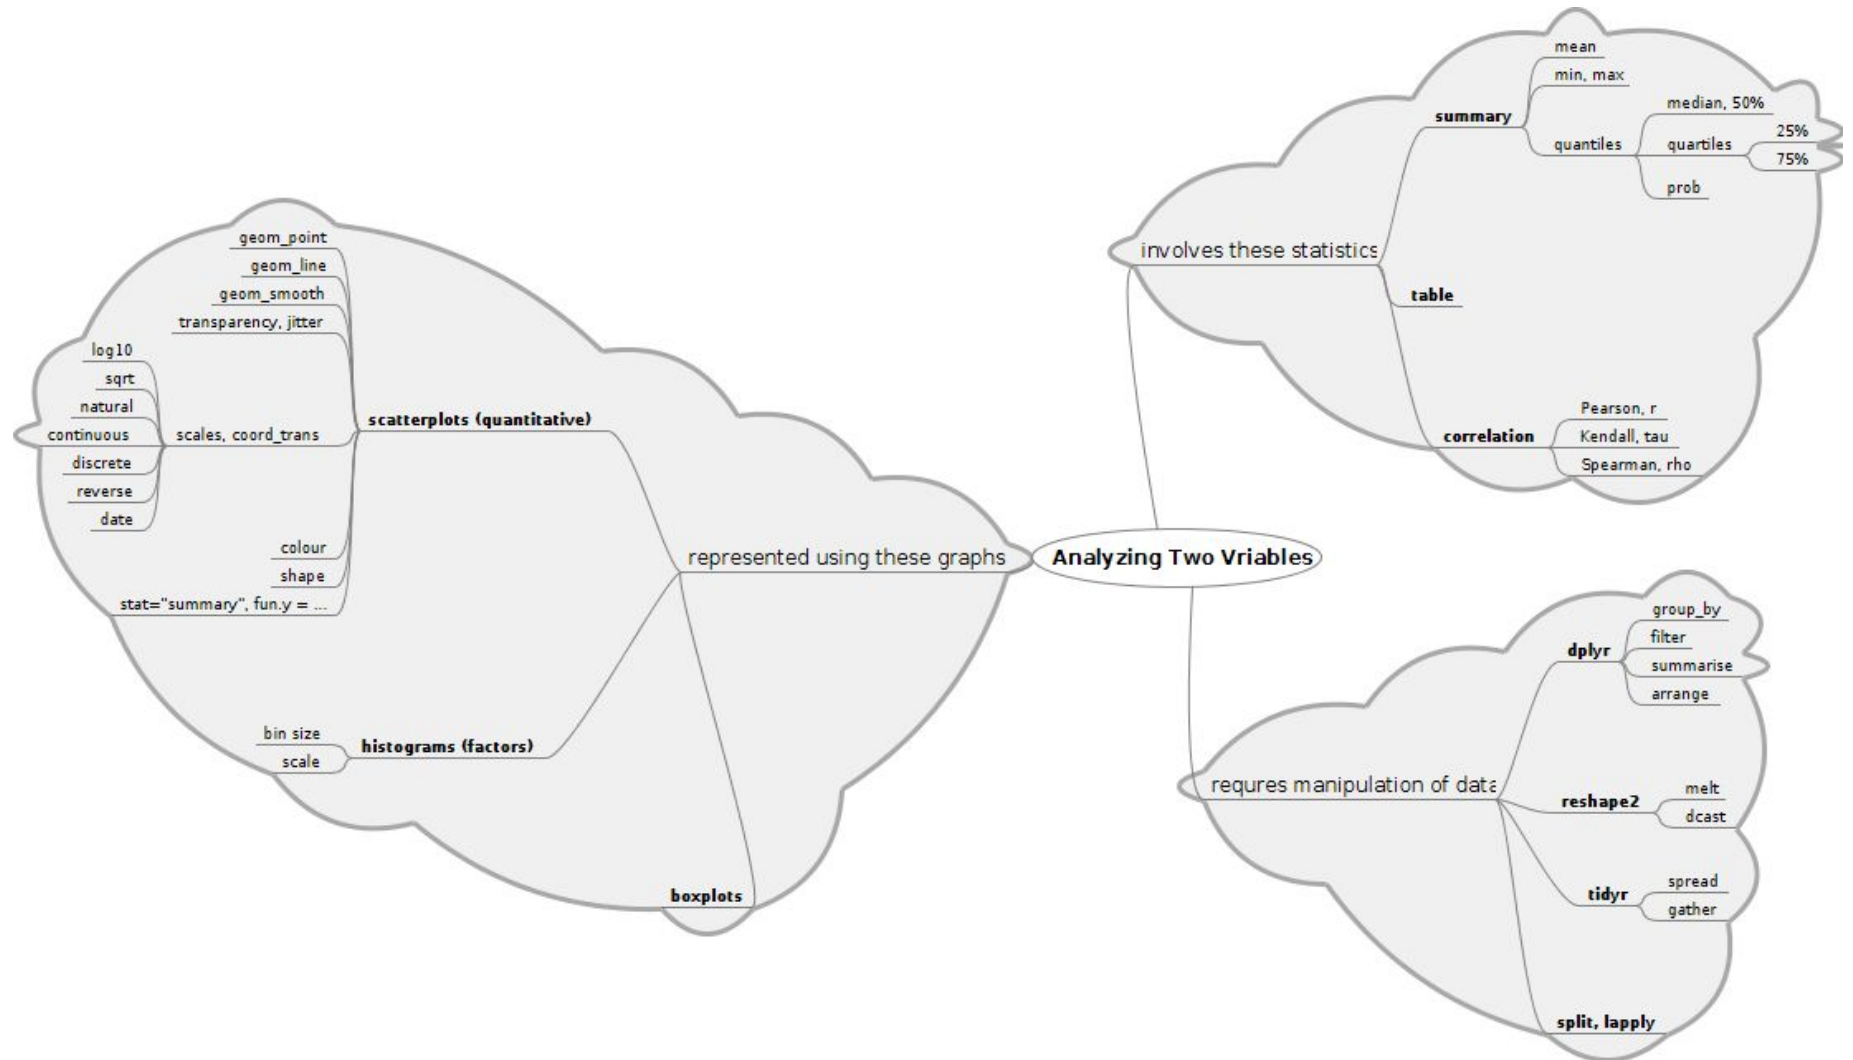 Analyzing Two Vriables
represented using these graphs
scatterplots (quantitative)
geom_point
geom_line
geom_smooth
transparency, jitter
scales, coord_trans
log10
sqrt
natural
continuous
discrete
reverse
date
colour
shape
stat="summary", fun.y = ...
histograms (factors)
bin size
scale
boxplots
involves these statistics
summary
mean
min, max
quantiles
median, 50%
quartiles
25%
75%
prob
table
correlation
Pearson, r
Kendall, tau
Spearman, rho
requres manipulation of data
dplyr
group_by
filter
summarise
arrange
reshape2
melt
dcast
tidyr
spread
gather
split, lapply